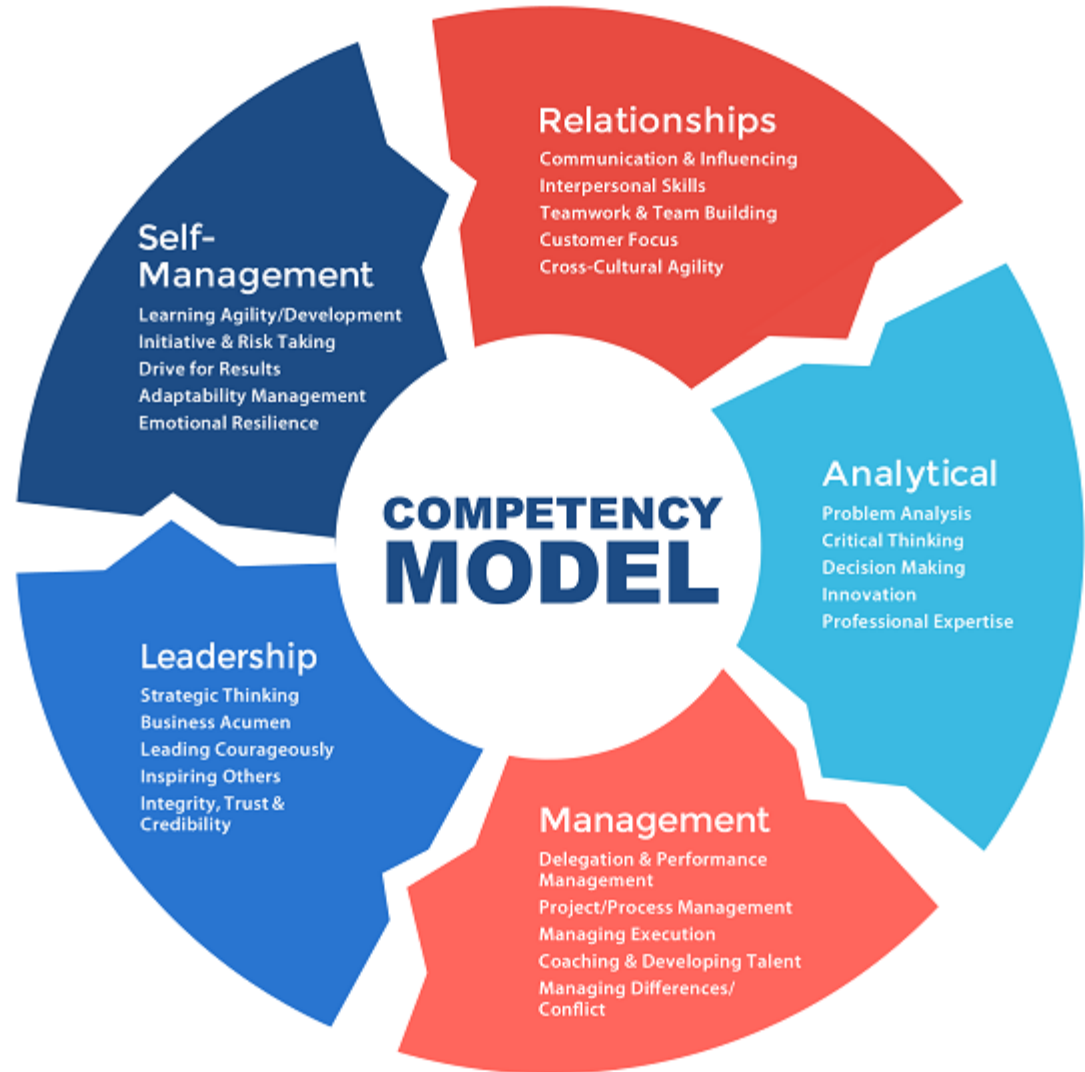 Relationships
Communication & Influencing
Interpersonal Skills
Teamwork & Team Building
Customer Focus
Cross-Cultural Agility
Self-
Management
Learning Agility/Development
Initiative & Risk Taking
Drive for Results
Adaptability Management
Emotional Resilience
COMPETENCY
MODEL
Analytical
Problem Analysis
Critical Thinking
Decision Making
Innovation
Professional Expertise
Leadership
Strategic Thinking
Business Acumen
Leading Courageously
Inspiring Others
Integrity, Trust &
Credibility
Management
Delegation & Performance
Management
Project/Process Management
Managing Execution
Coaching & Developing Talent
Managing Differences/
Conflict